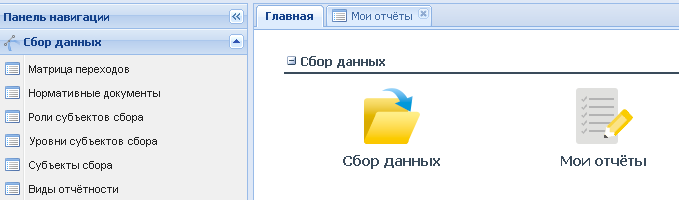 Панель навигации
Сбор данных
Матрица переходов
Нормативные документы
Роли субъектов сбора
Уровни субъектов сбора
Субъекты сбора
Виды отчётности
Главная
Мои отчёты
Сбор данных
Сбор данных
Мои отчёты